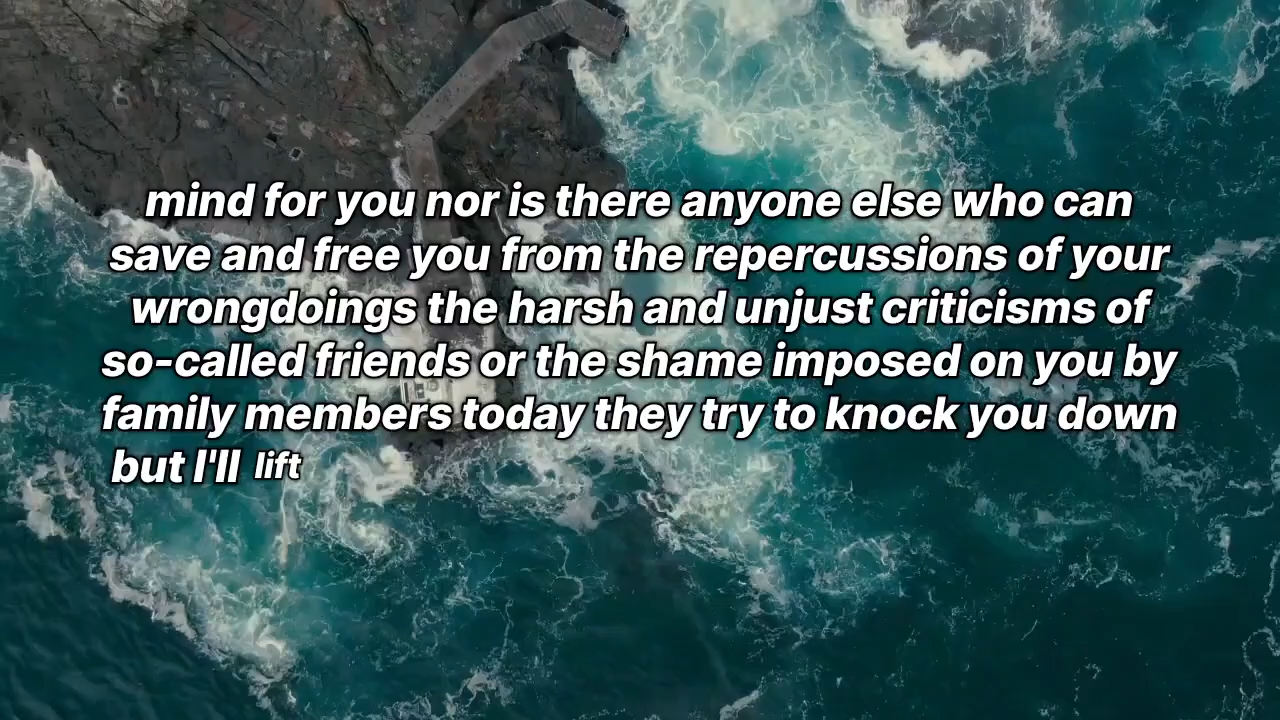 mind for you nor is there anyone else who can
save and free you from the repercussions of your
wrongdoings the harsh and unjust criticisms of
so-called friends or the shame imposed on you by
family members today they try to knock you down
but I'll lift